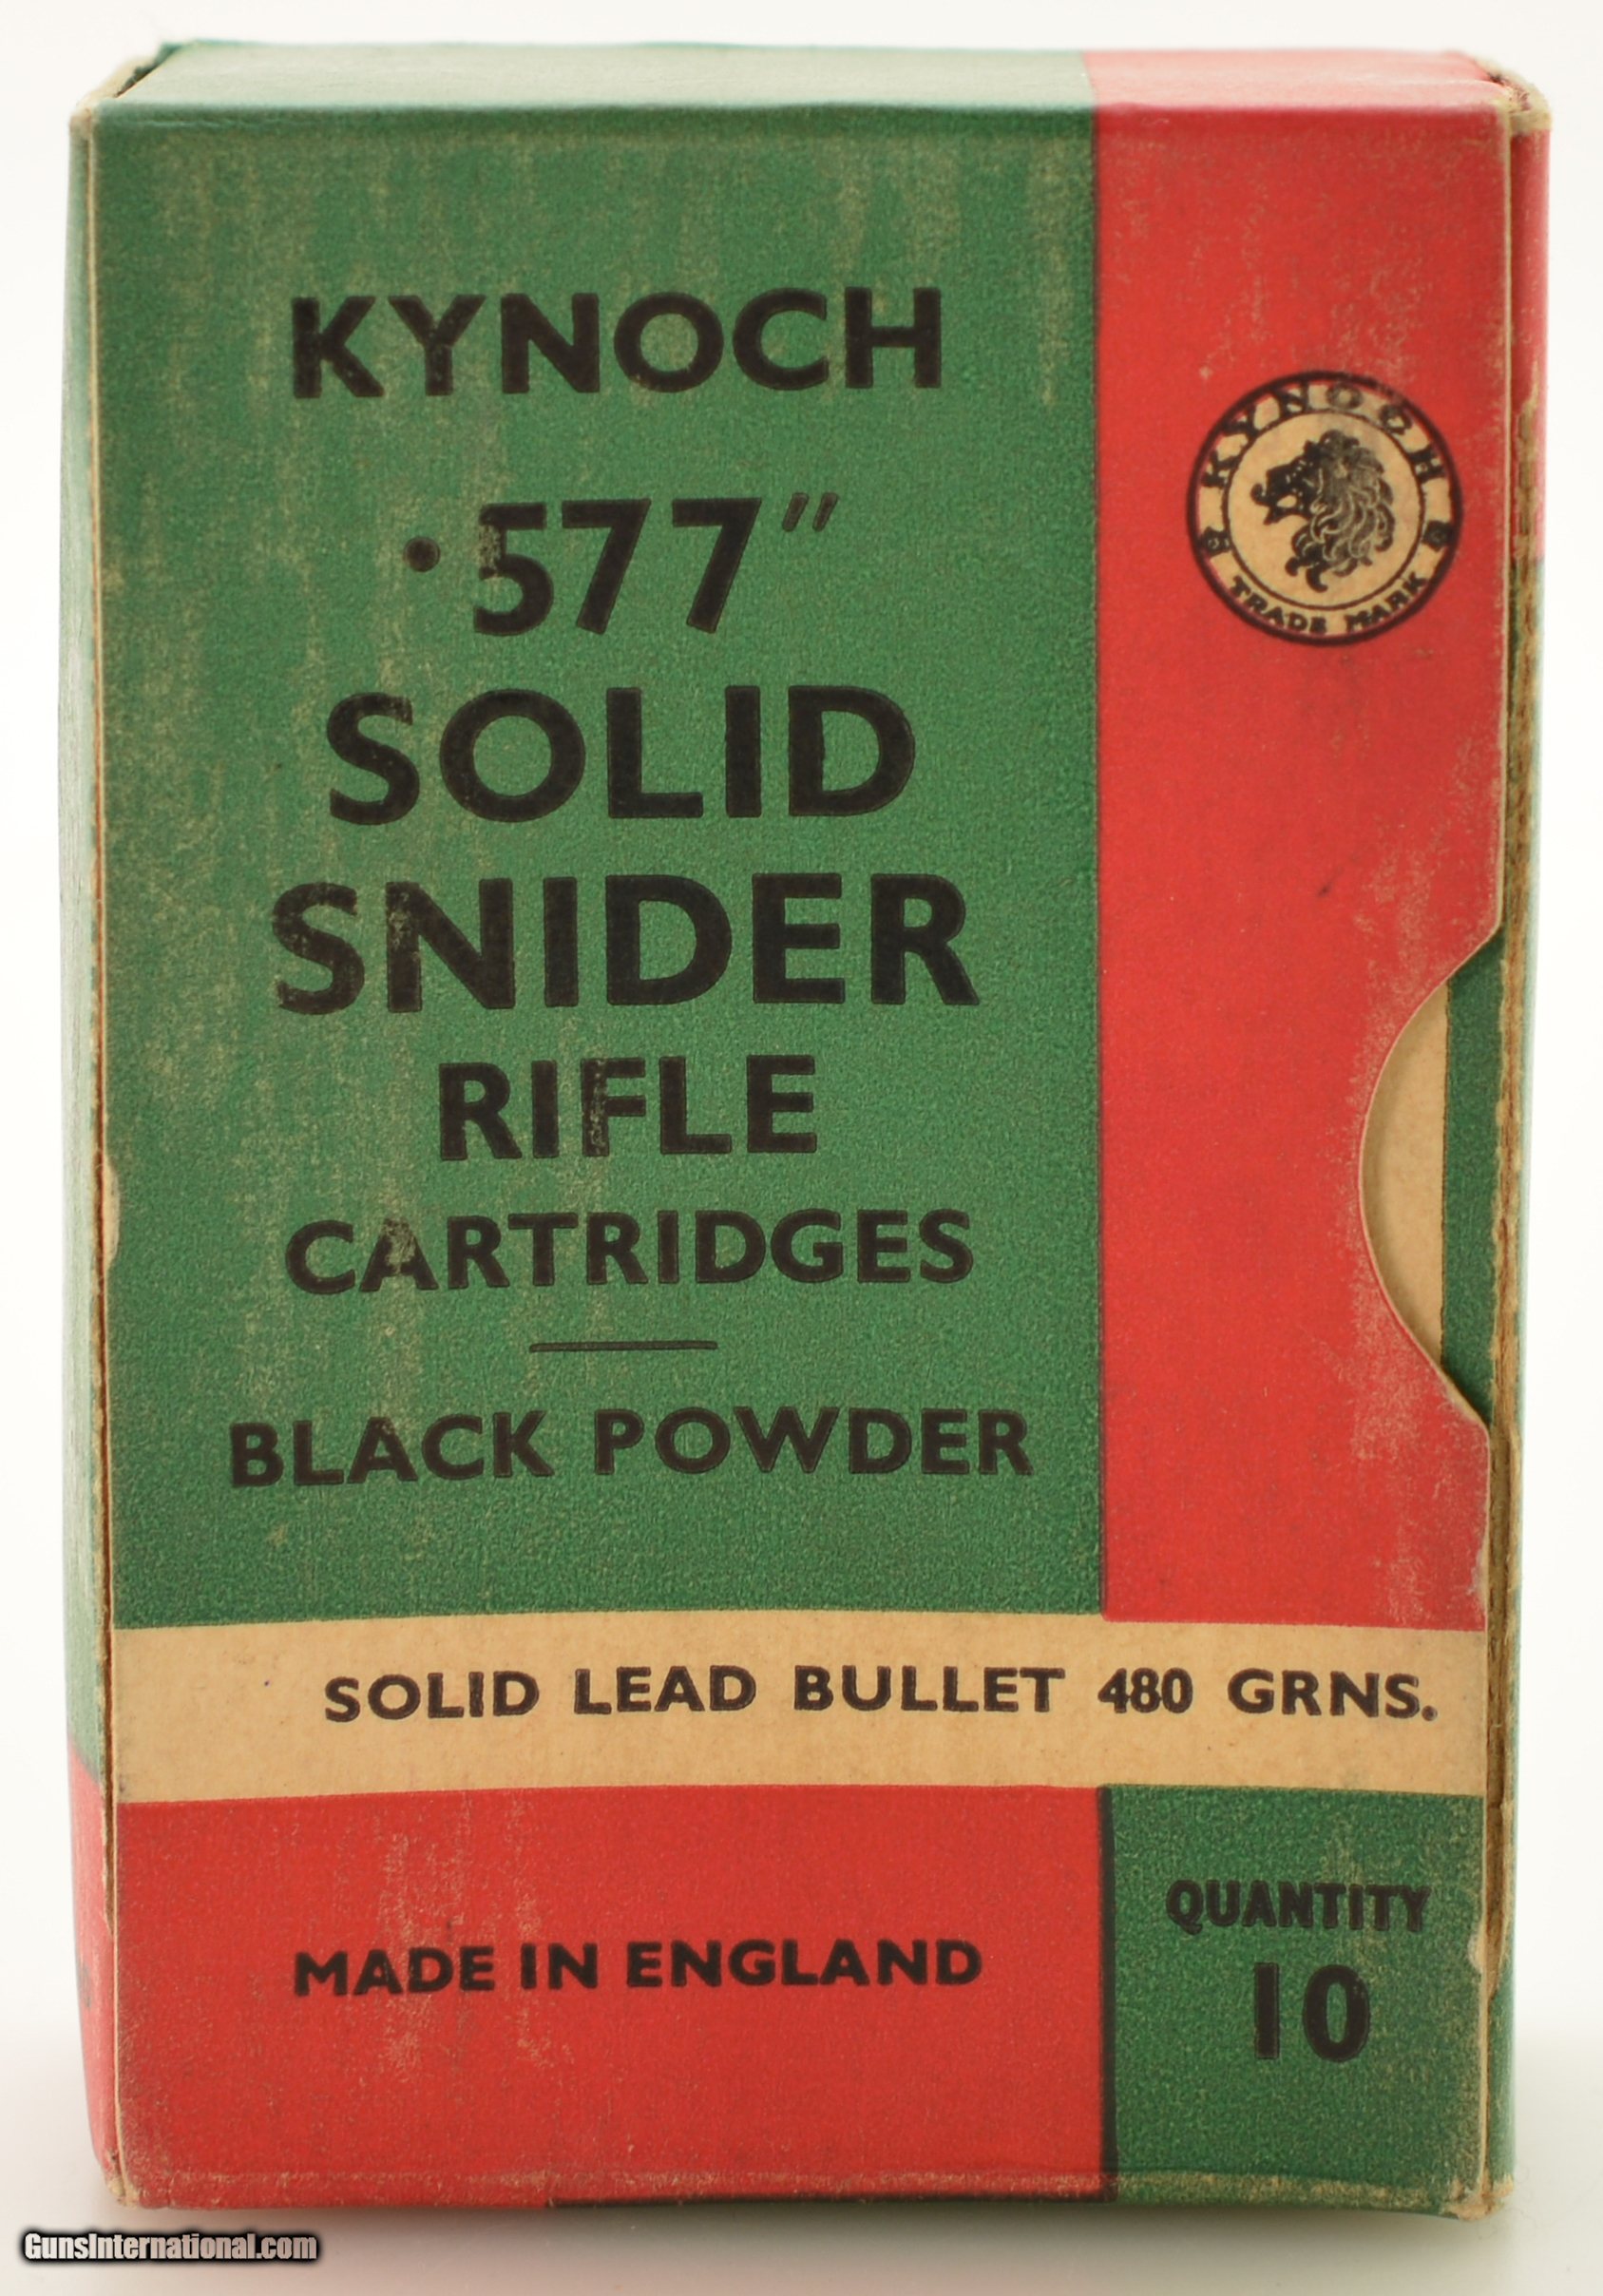 KYNOCH
·577"
SOLID
SNIDER
RIFLE
CARTRIDGES
BLACK POWDER
KYNOCH
TRADE MARK
SOLID LEAD BULLET 480 GRNS.
MADE IN ENGLAND
QUANTITY
10
GunsInternational.com